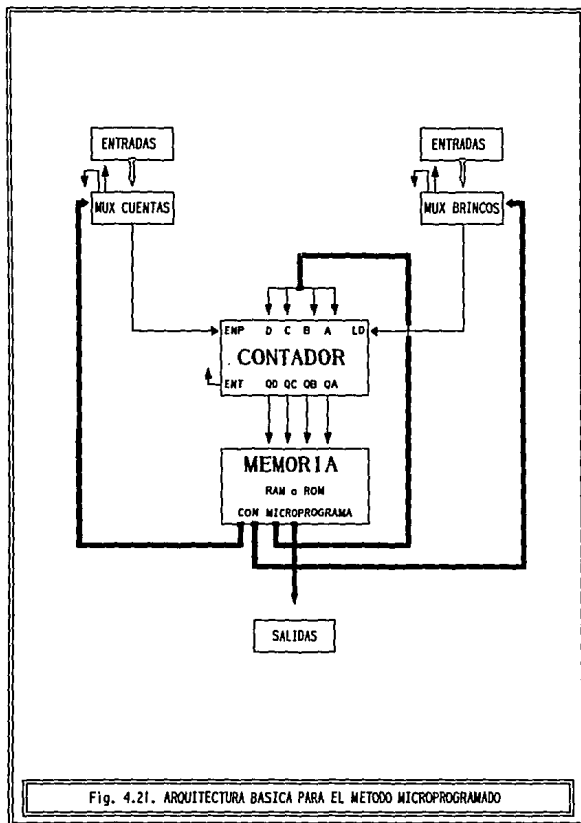 ENTRADAS
ENTRADAS
MUX CUENTAS
MUX BRINCOS
ENP D C B A LD
CONTADOR
ENT QD QC QB QA
MEMORIA
RAM o ROM
CON MICROPROGRAMA
SALIDAS
Fig. 4.21. ARQUITECTURA BASICA PARA EL METODO MICROPROGRAMADO